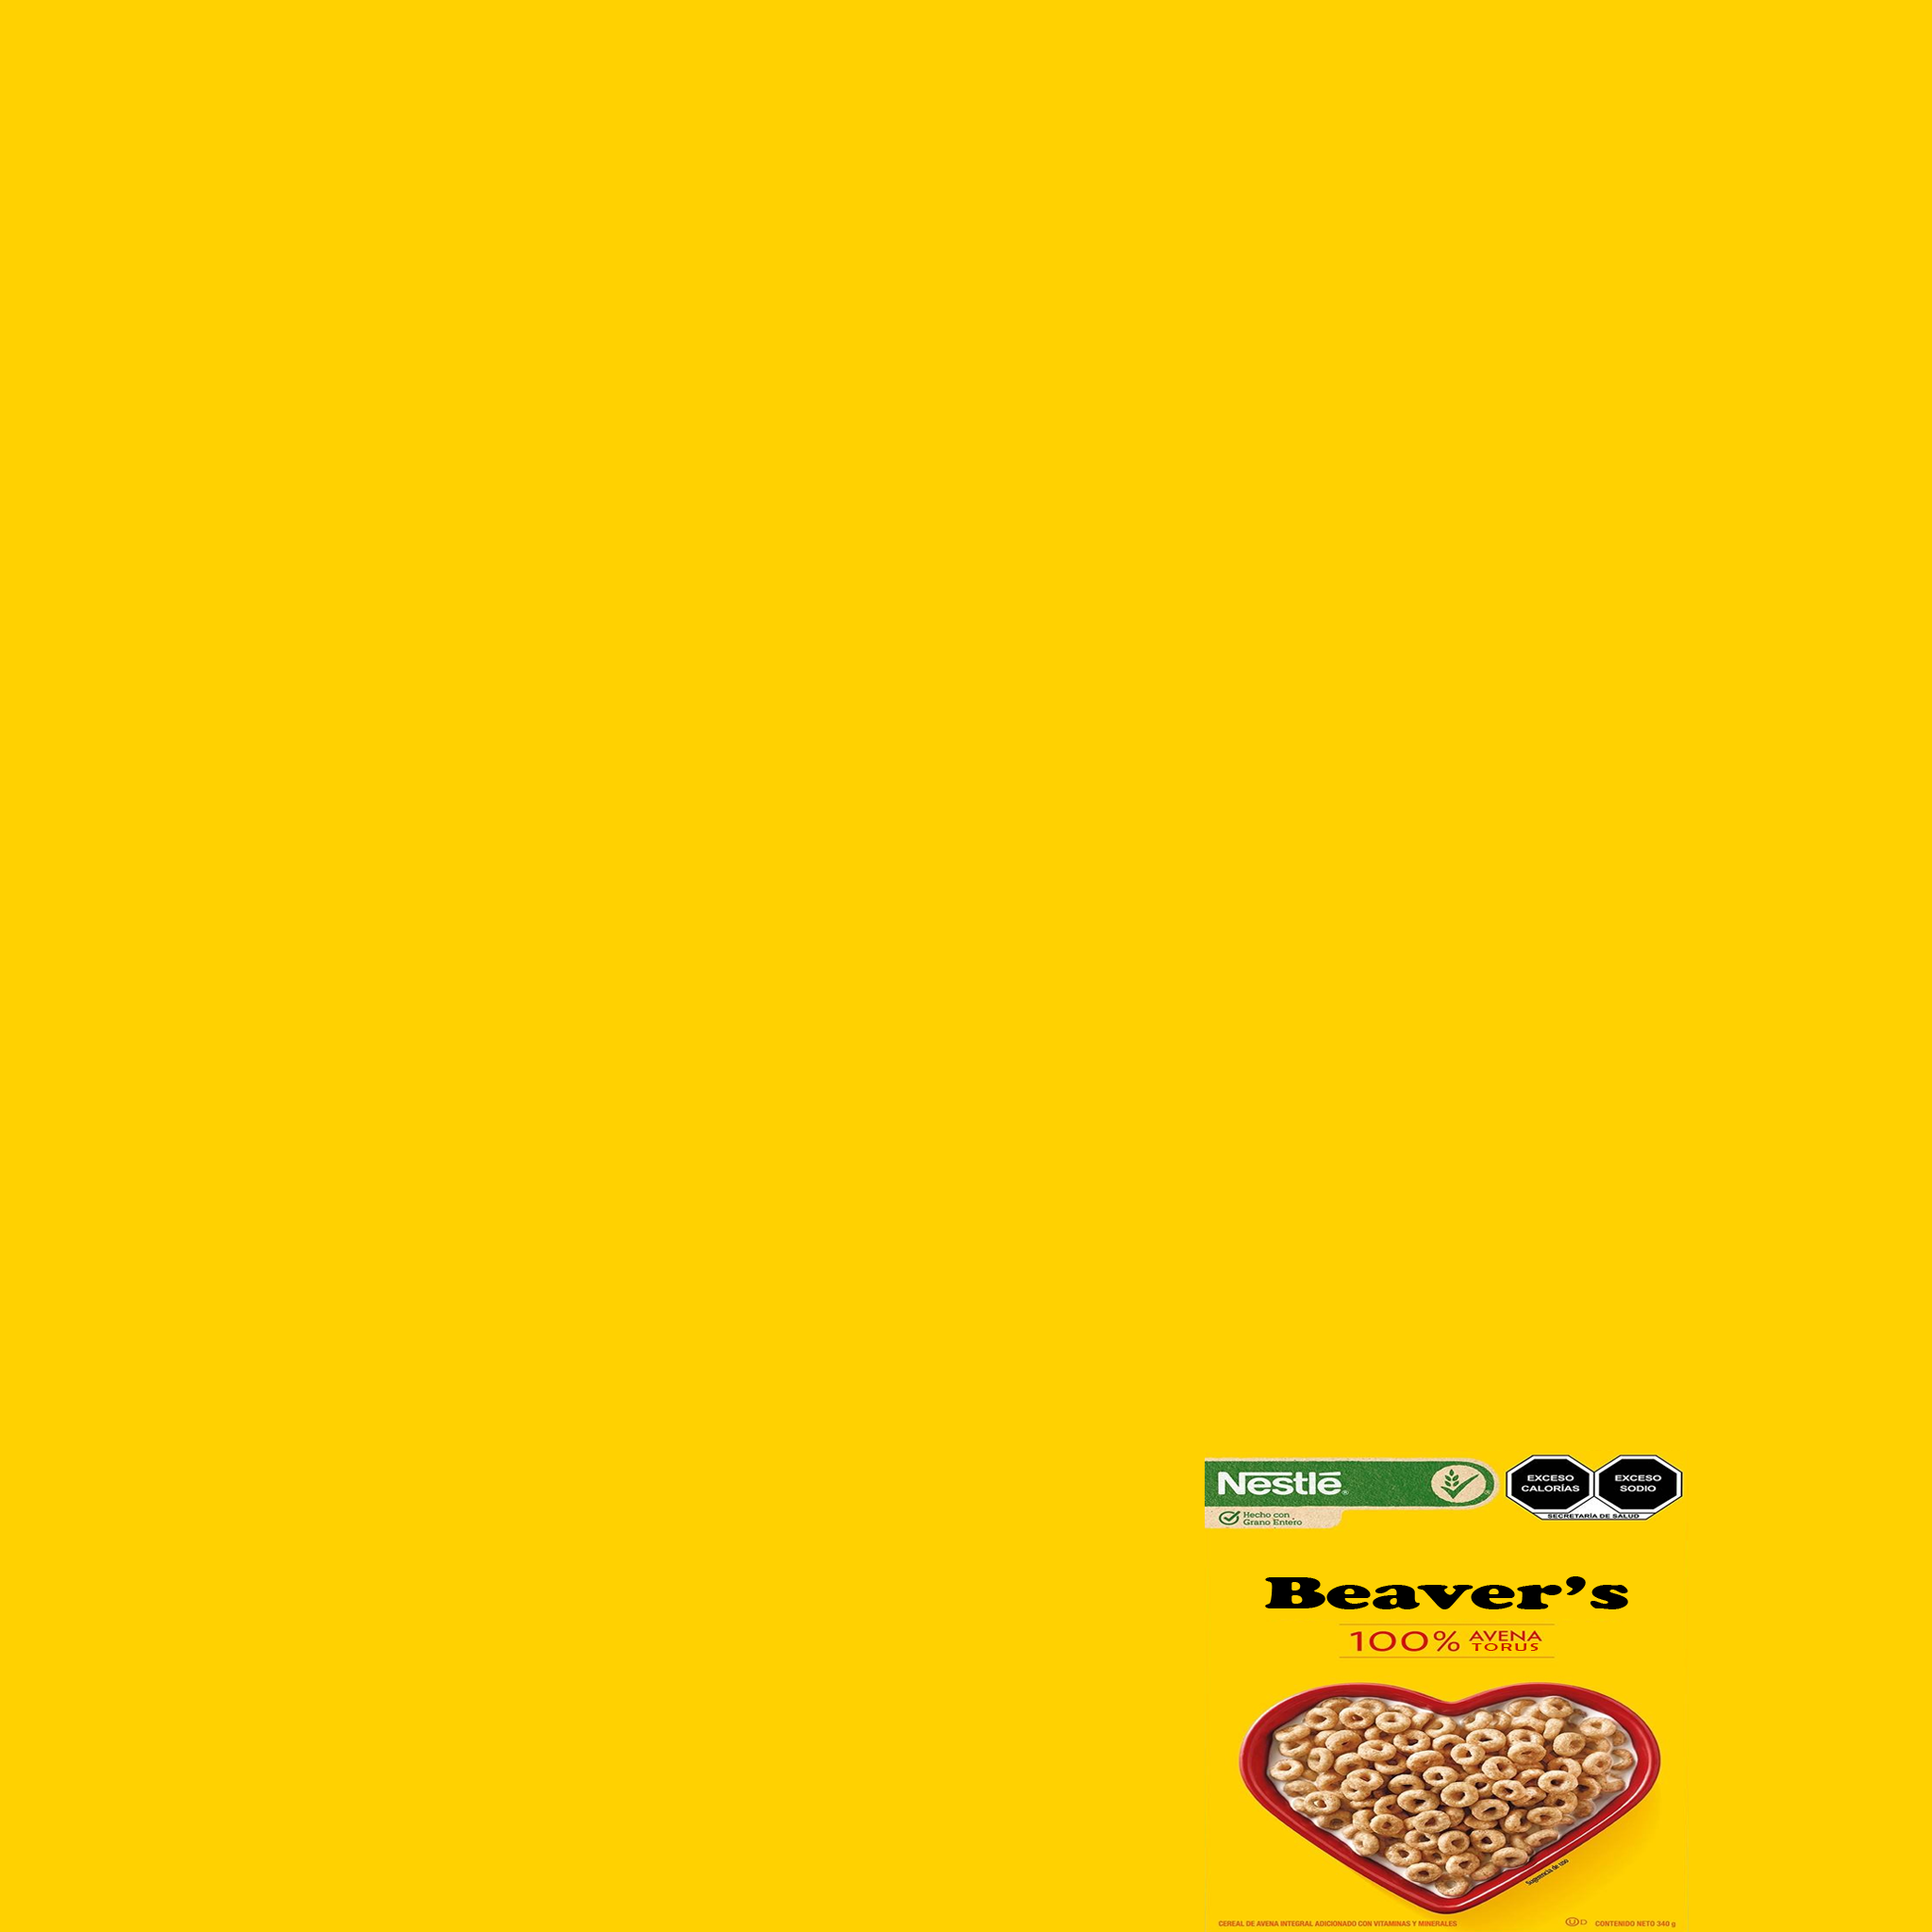 Nestlé®
Hecho con
Grano Entero
EXCESO
CALORÍAS
EXCESO
SODIO
SECRETARÍA DE SALUD
Beaver’s
100% AVENA
TORUS
Sugerencia de uso
CEREAL DE AVENA INTEGRAL ADICIONADO CON VITAMINAS Y MINERALES
U D CONTENIDO NETO 340 g